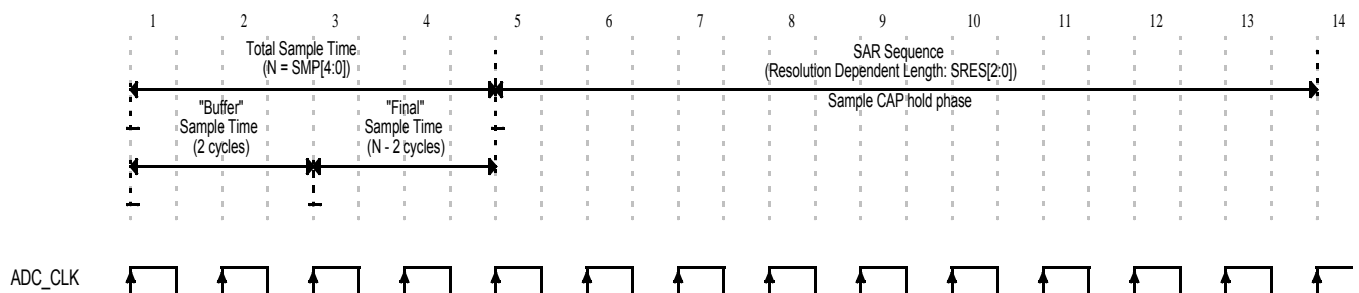 1 2 3 4 5 6 7 8 9 10 11 12 13 14
Total Sample Time
(N = SMP[4:0])
SAR Sequence
(Resolution Dependent Length: SRES[2:0])
Sample CAP hold phase
"Buffer"
Sample Time
(2 cycles)
"Final"
Sample Time
(N - 2 cycles)
ADC_CLK